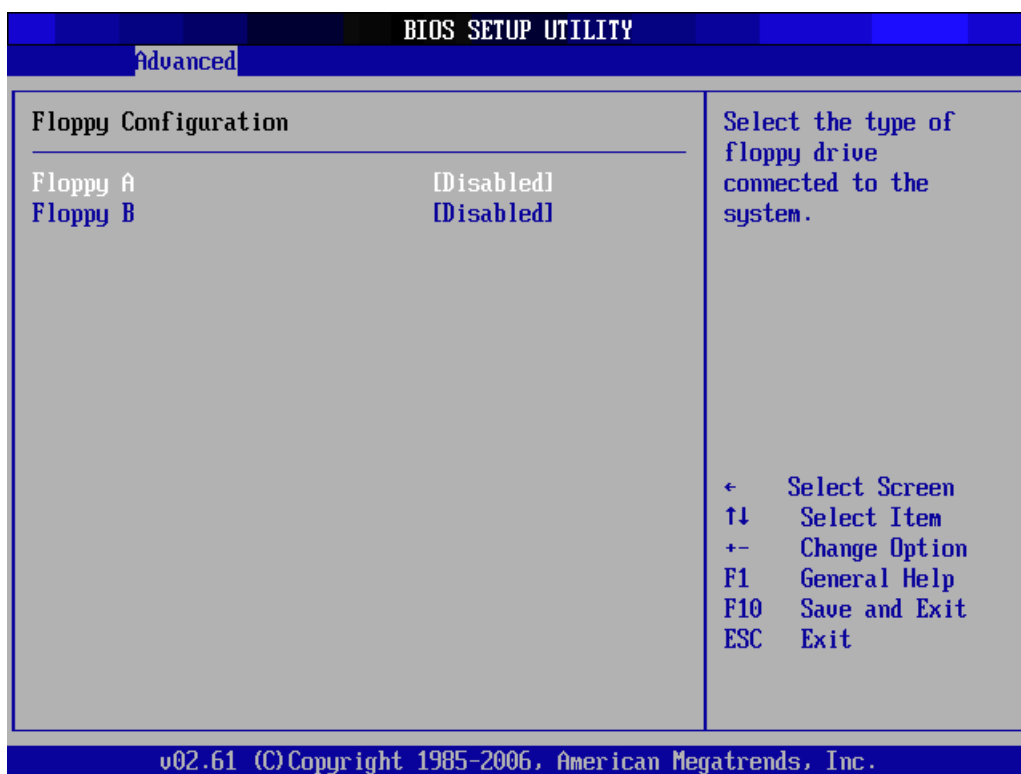 BIOS SETUP UTILITY
Advanced
Floppy Configuration
Floppy A [Disabled]
Floppy B [Disabled]
Select the type of
floppy drive
connected to the
system.
← Select Screen
↑↓ Select Item
+- Change Option
F1 General Help
F10 Save and Exit
ESC Exit
v02.61 (C)Copyright 1985-2006, American Megatrends, Inc.